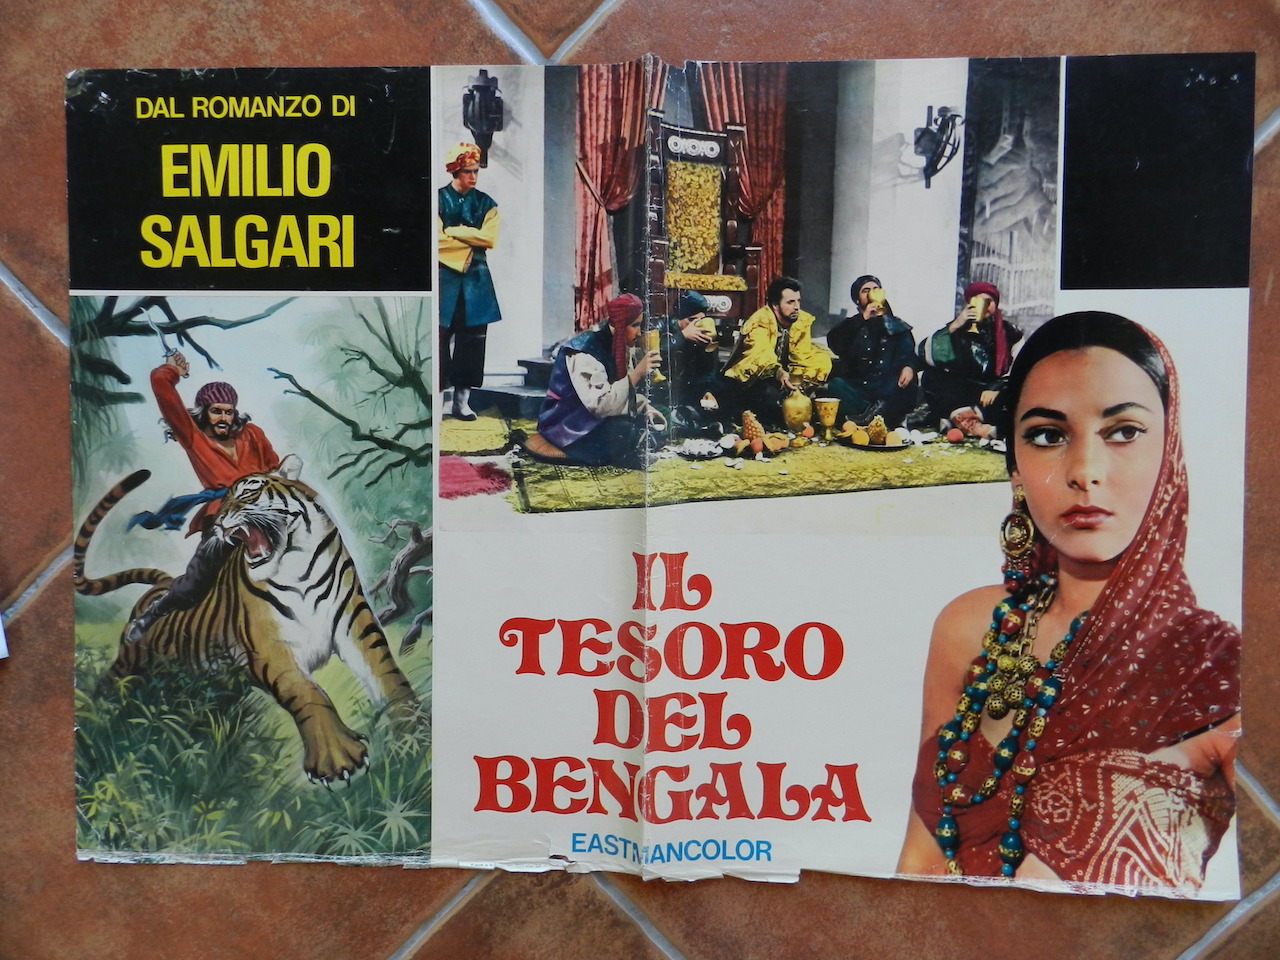 DAL ROMANZO DI
EMILIO
SALGARI
IL
TESORO
DEL
BENGALA
EASTMANCOLOR